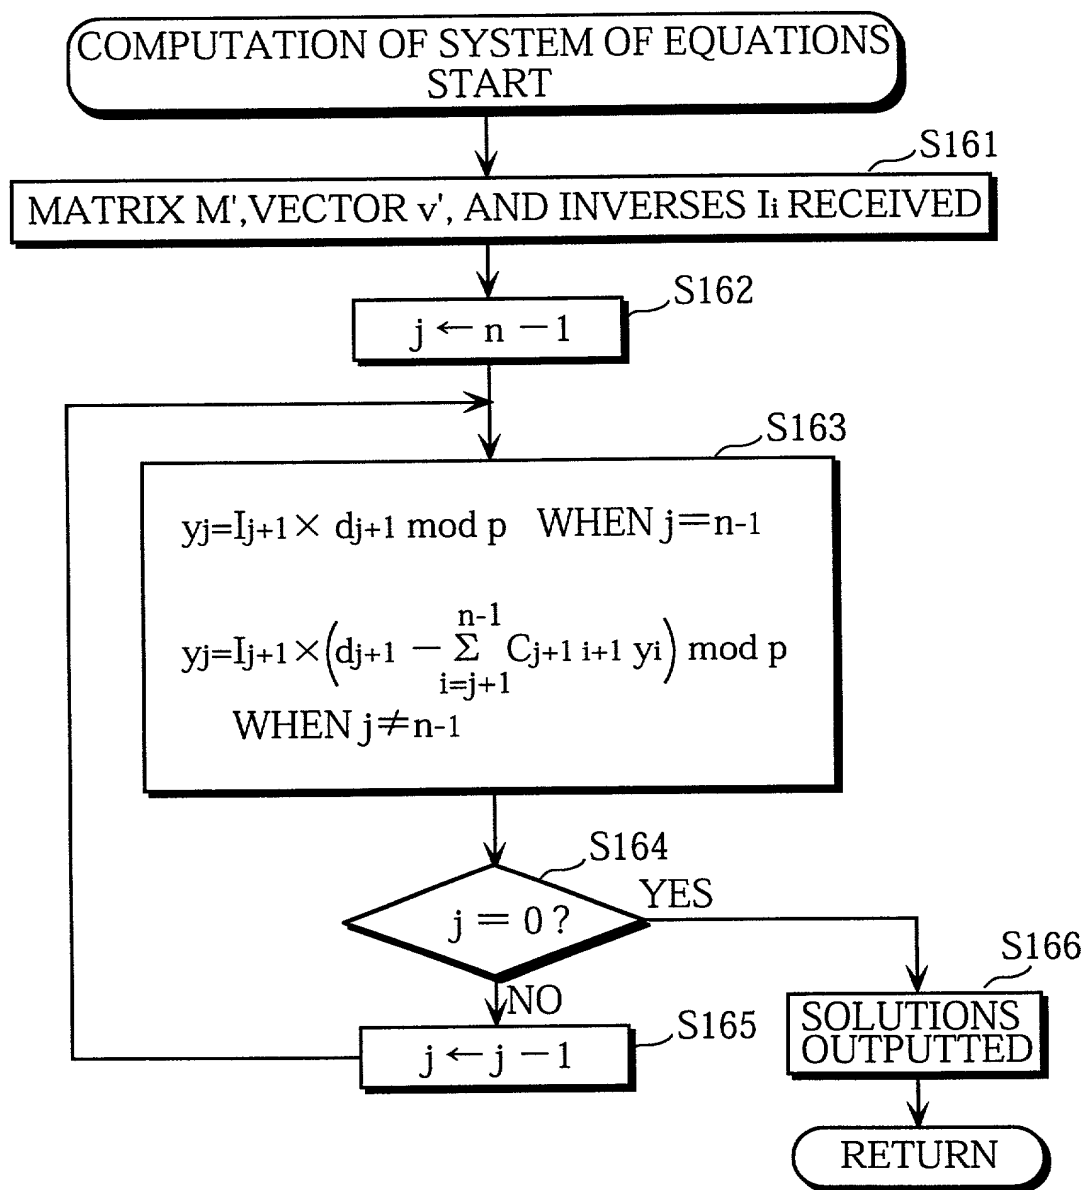 COMPUTATION OF SYSTEM OF EQUATIONS
START
S161
MATRIX M',VECTOR v', AND INVERSES Ii RECEIVED
S162
j ← n − 1
S163
yj=Ij+1× dj+1 mod p WHEN j=n-1
yj=Ij+1×(dj+1 − Σ_{i=j+1}^{n-1} Cj+1 i+1 yi) mod p
WHEN j≠n-1
S164
j = 0 ?
YES
NO
S165
j ← j − 1
S166
SOLUTIONS
OUTPUTTED
RETURN